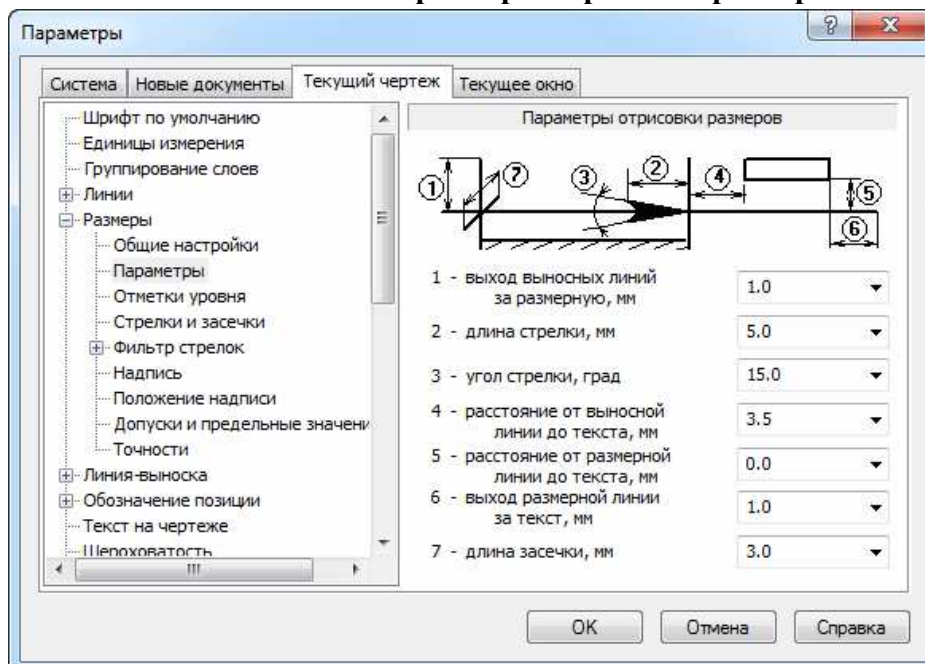 Параметры
Система Новые документы Текущий чертеж Текущее окно
Шрифт по умолчанию
Единицы измерения
Группирование слоев
Линии
Размеры
Общие настройки
Параметры
Отметки уровня
Стрелки и засечки
Фильтр стрелок
Надпись
Положение надписи
Допуски и предельные значени
Точности
Линия-выноска
Обозначение позиции
Текст на чертеже
Шероховатость
Параметры отрисовки размеров
1 7 3 2 4 5 6
1 - выход выносных линий
за размерную, мм
1.0
2 - длина стрелки, мм
5.0
3 - угол стрелки, град
15.0
4 - расстояние от выносной
линии до текста, мм
3.5
5 - расстояние от размерной
линии до текста, мм
0.0
6 - выход размерной линии
за текст, мм
1.0
7 - длина засечки, мм
3.0
OK Отмена Справка